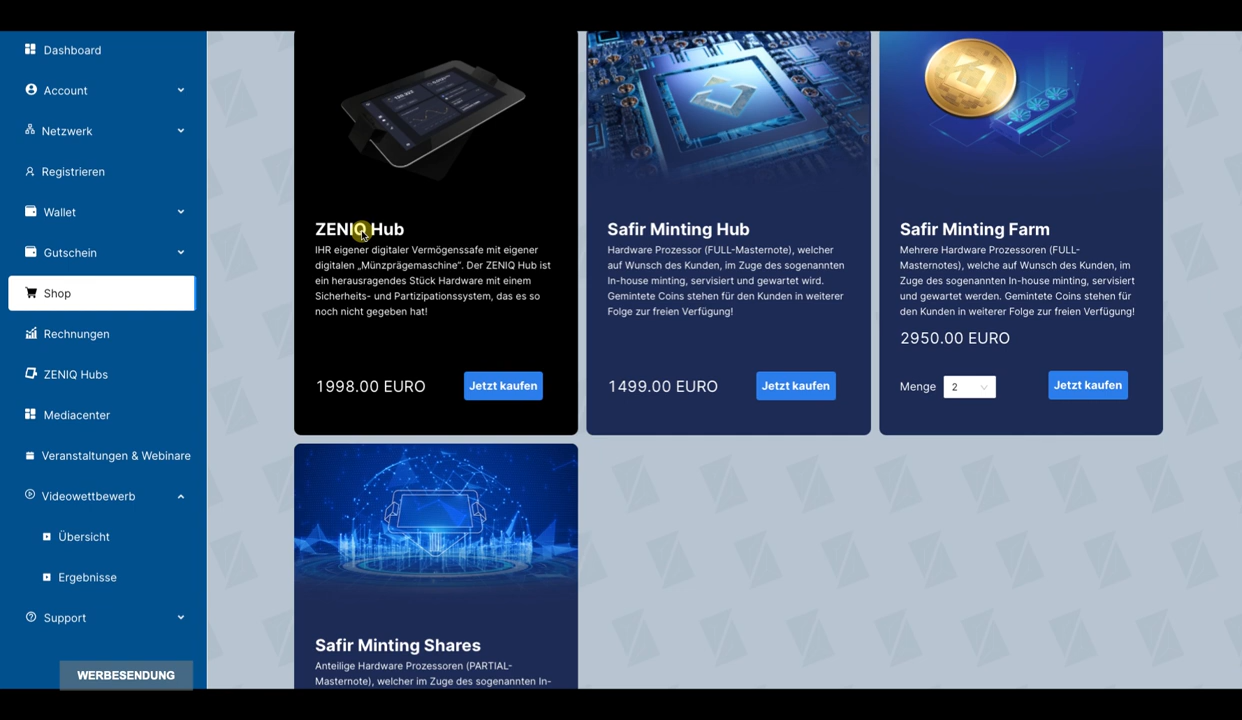 Dashboard
Account
Netzwerk
Registrieren
Wallet
Gutschein
Shop
Rechnungen
ZENIQ Hubs
Mediacenter
Veranstaltungen & Webinare
Videowettbewerb
Übersicht
Ergebnisse
Support
WERBESENDUNG
ZENIQ Hub
IHR eigener digitaler Vermögenssafe mit eigener
digitalen „Münzprägemaschine“. Der ZENIQ Hub ist
ein herausragendes Stück Hardware mit einem
Sicherheits- und Partizipationssystem, das es so
noch nicht gegeben hat!
1998.00 EURO
Jetzt kaufen
Safir Minting Hub
Hardware Prozessor (FULL-Masternote), welcher
auf Wunsch des Kunden, im Zuge des sogenannten
In-house minting, servisiert und gewartet wird.
Gemintete Coins stehen für den Kunden in weiterer
Folge zur freien Verfügung!
1499.00 EURO
Jetzt kaufen
Safir Minting Farm
Mehrere Hardware Prozessoren (FULL-
Masternotes), welche auf Wunsch des Kunden, im
Zuge des sogenannten In-house minting, servisiert
und gewartet werden. Gemintete Coins stehen für
den Kunden in weiterer Folge zur freien Verfügung!
2950.00 EURO
Menge 2
Jetzt kaufen
Safir Minting Shares
Anteilige Hardware Prozessoren (PARTIAL-
Masternote), welcher im Zuge des sogenannten In-